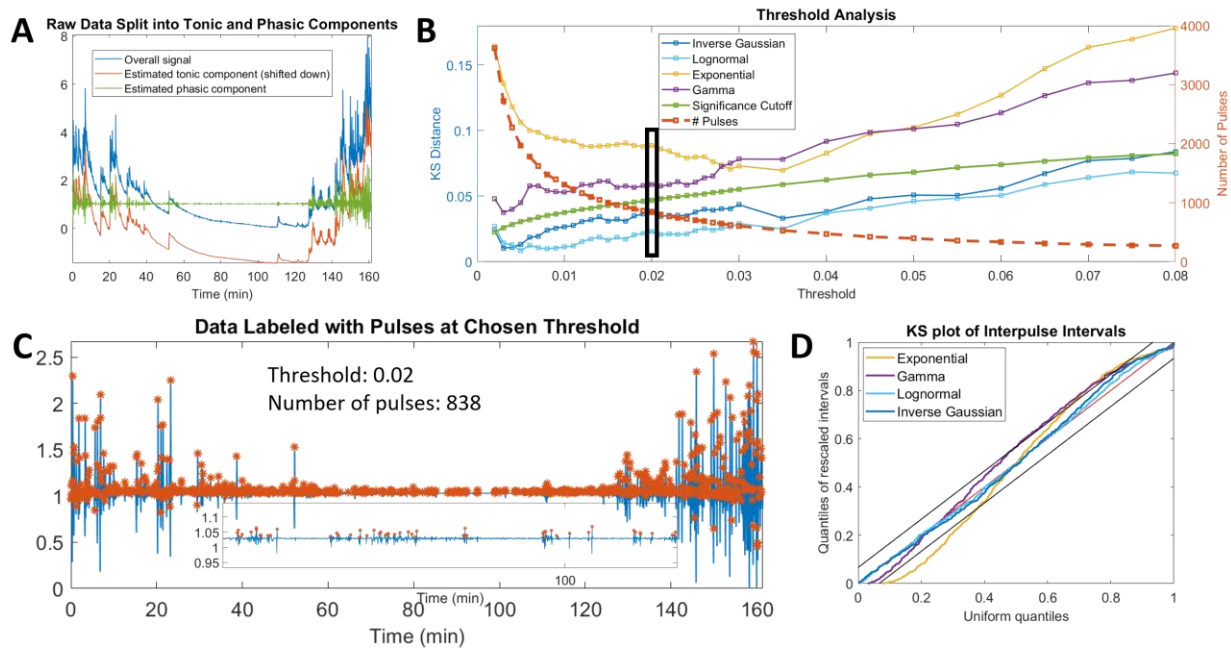 A
Raw Data Split into Tonic and Phasic Components
8
6
4
2
0
Overall signal
Estimated tonic component (shifted down)
Estimated phasic component
0 20 40 60 80 100 120 140 160
Time (min)
B
Threshold Analysis
KS Distance
0.15
0.1
0.05
0
Inverse Gaussian
Lognormal
Exponential
Gamma
Significance Cutoff
# Pulses
4000
3000
2000
1000
0
Number of Pulses
0 0.01 0.02 0.03 0.04 0.05 0.06 0.07 0.08
Threshold
C
Data Labeled with Pulses at Chosen Threshold
2.5
2
1.5
1
0.5
0
Threshold: 0.02
Number of pulses: 838
1.1
1.05
1
0.95
100
Time (min)
0 20 40 60 80 100 120 140 160
Time (min)
D
KS plot of Interpulse Intervals
Quantiles of rescaled intervals
1
0.8
0.6
0.4
0.2
0
Exponential
Gamma
Lognormal
Inverse Gaussian
0 0.2 0.4 0.6 0.8 1
Uniform quantiles